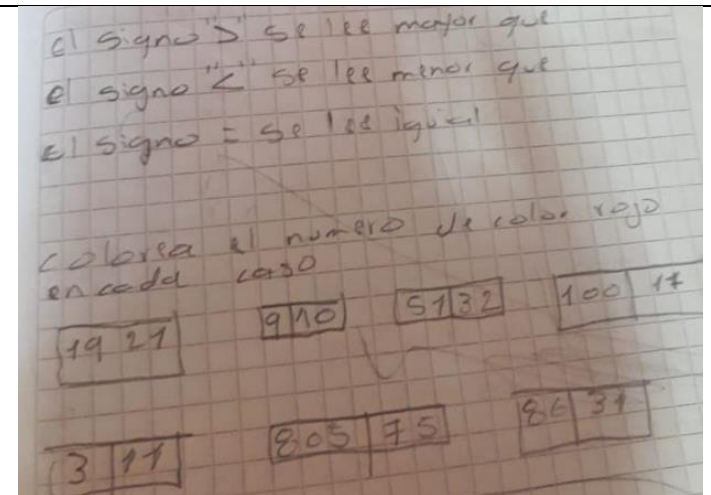 el signo ">" se lee mayor que
el signo "<" se lee menor que
el signo = se lee igual
colorea el numero de color rojo
en cada caso
19 21 9 10 51 32 100 17
3 11 805 75 86 31